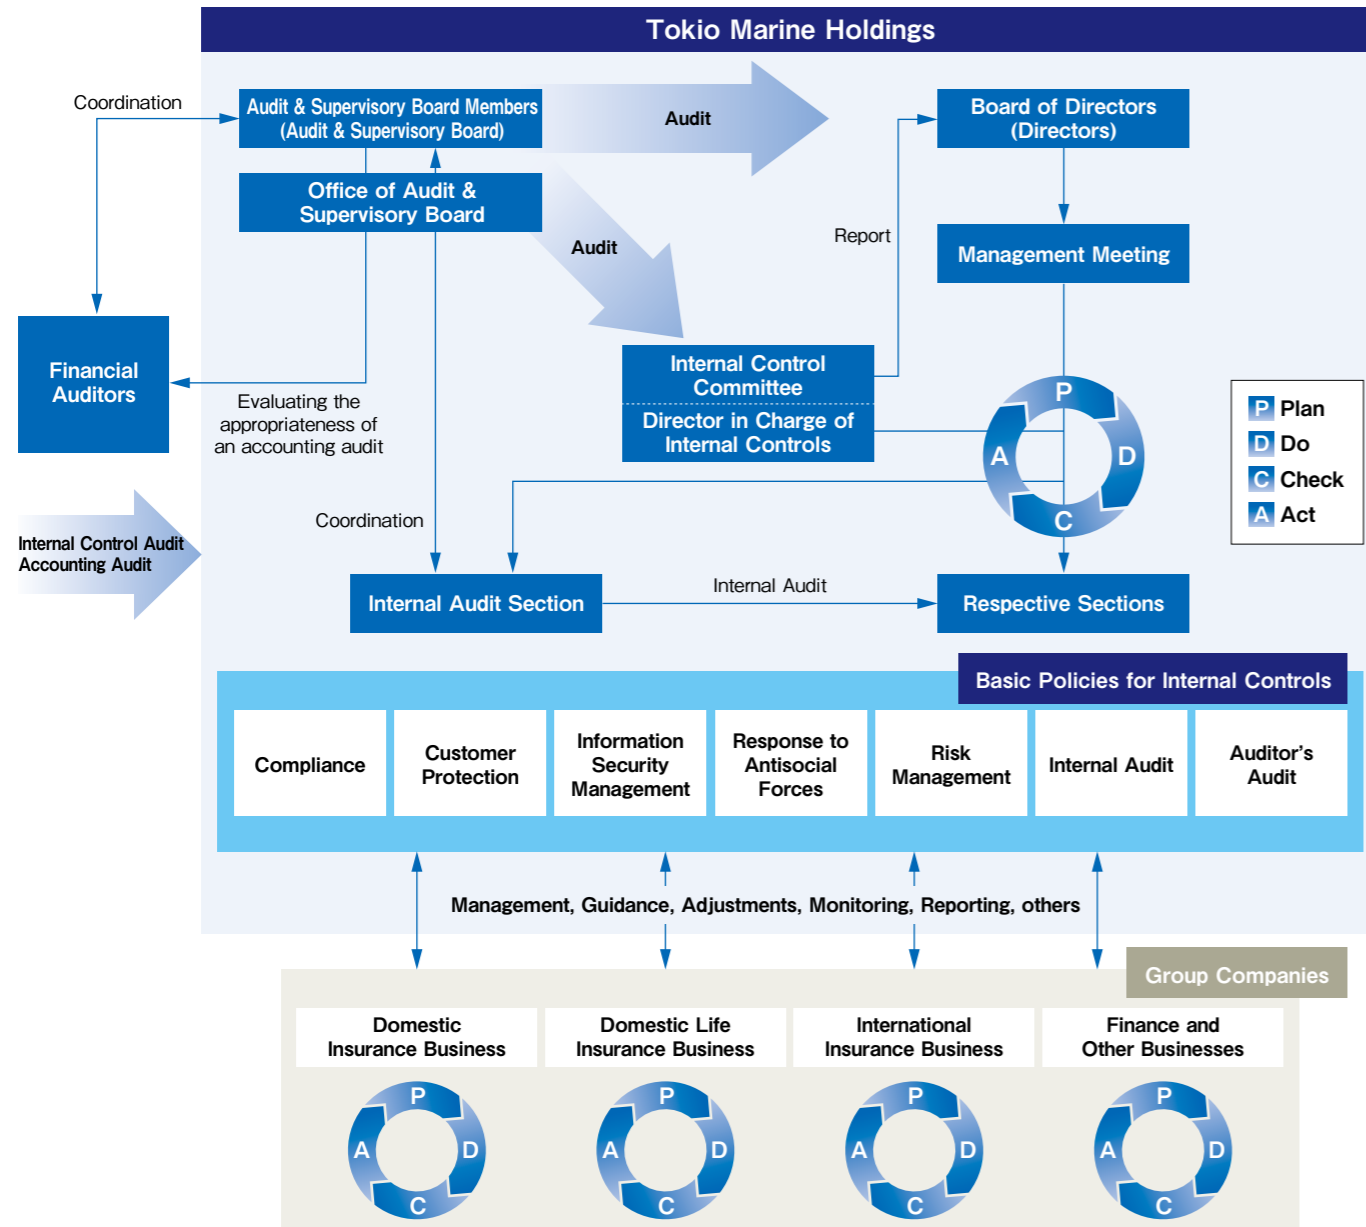 Tokio Marine Holdings
Coordination
Audit & Supervisory Board Members
(Audit & Supervisory Board)
Audit
Board of Directors
(Directors)
Office of Audit &
Supervisory Board
Audit
Report
Management Meeting
Financial
Auditors
Internal Control
Committee
Director in Charge of
Internal Controls
Evaluating the
appropriateness of
an accounting audit
P
D
C
A
P Plan
D Do
C Check
A Act
Coordination
Internal Control Audit
Accounting Audit
Internal Audit Section
Internal Audit
Respective Sections
Basic Policies for Internal Controls
Compliance
Customer
Protection
Information
Security
Management
Response to
Antisocial
Forces
Risk
Management
Internal Audit
Auditor's
Audit
Management, Guidance, Adjustments, Monitoring, Reporting, others
Group Companies
Domestic
Insurance Business
Domestic Life
Insurance Business
International
Insurance Business
Finance and
Other Businesses
P
D
C
A
P
D
C
A
P
D
C
A
P
D
C
A